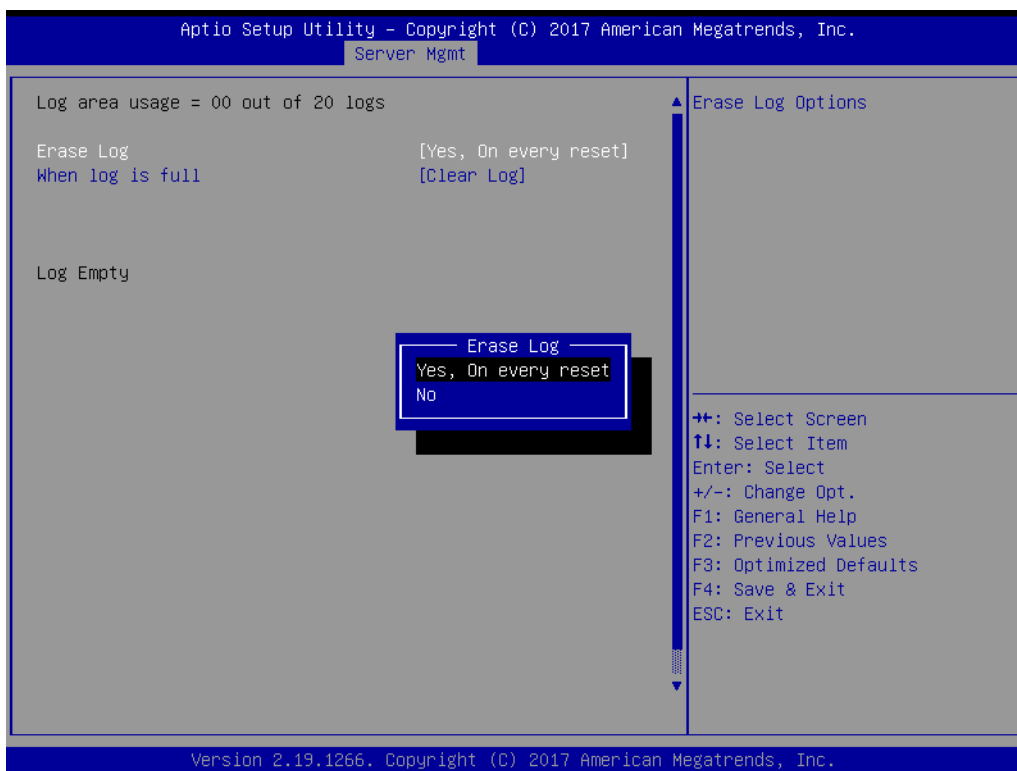 Aptio Setup Utility – Copyright (C) 2017 American Megatrends, Inc.
Server Mgmt
Log area usage = 00 out of 20 logs
Erase Log [Yes, On every reset]
When log is full [Clear Log]
Log Empty
Erase Log
Yes, On every reset
No
Erase Log Options
→←: Select Screen
↑↓: Select Item
Enter: Select
+/-: Change Opt.
F1: General Help
F2: Previous Values
F3: Optimized Defaults
F4: Save & Exit
ESC: Exit
Version 2.19.1266. Copyright (C) 2017 American Megatrends, Inc.